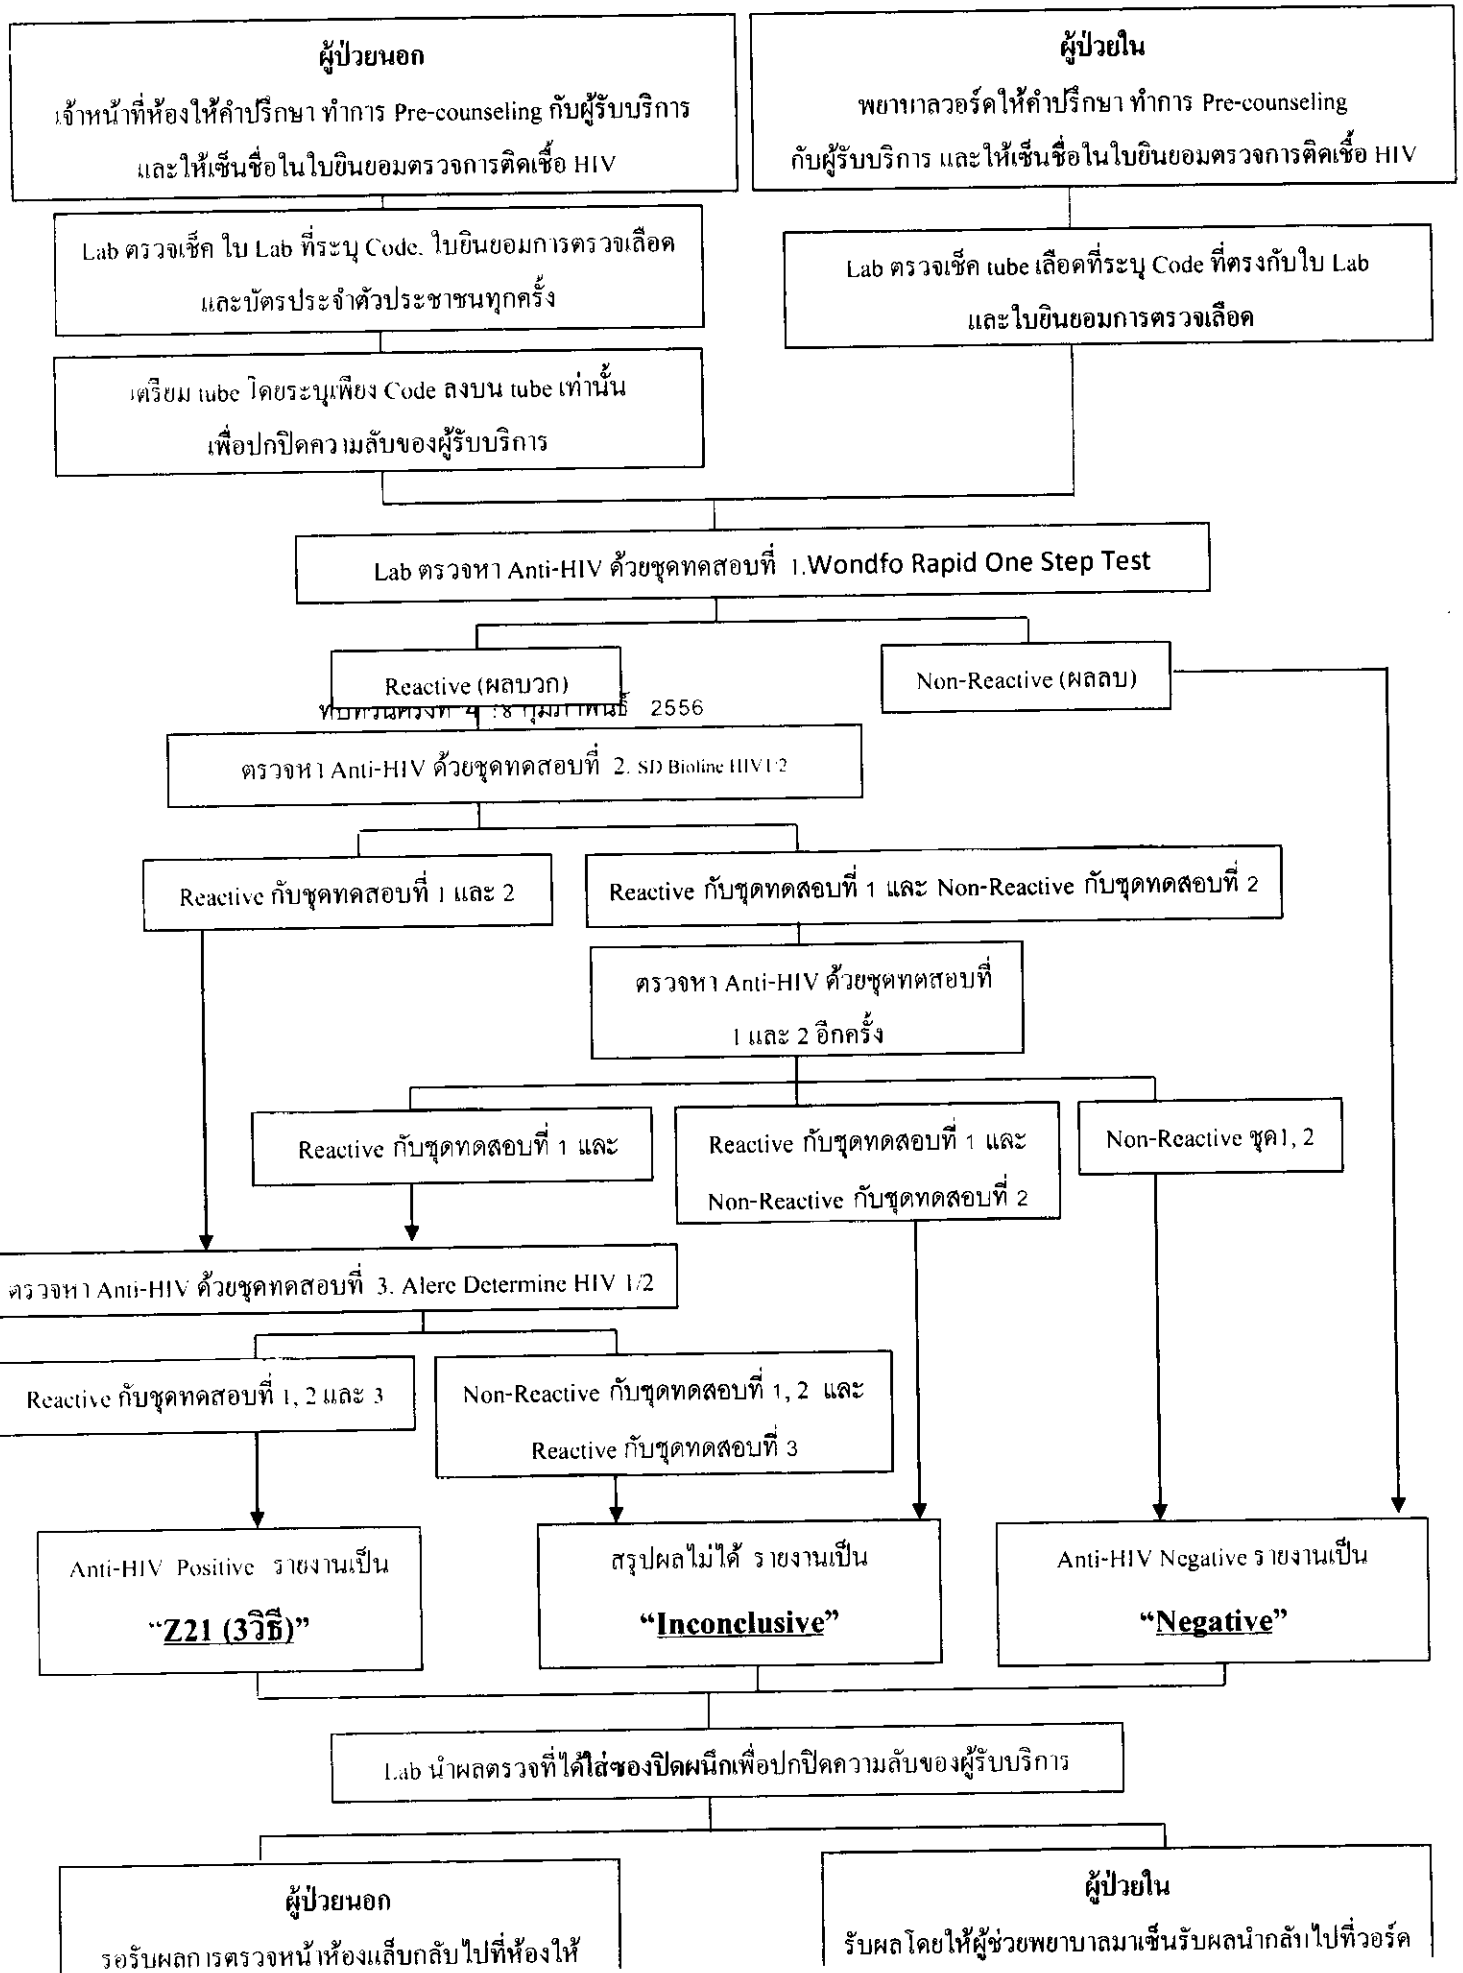 ผู้ป่วยนอก
เจ้าหน้าที่ห้องให้คำปรึกษา ทำการ Pre-counseling กับผู้รับบริการ
และให้เซ็นชื่อในใบยินยอมตรวจการติดเชื้อ HIV
ผู้ป่วยใน
พยาบาลวอร์คให้คำปรึกษา ทำการ Pre-counseling
กับผู้รับบริการ และให้เซ็นชื่อในใบยินยอมตรวจการติดเชื้อ HIV
Lab ตรวจเช็ค ใบ Lab ที่ระบุ Code, ใบยินยอมการตรวจเลือด
และบัตรประจำตัวประชาชนทุกครั้ง
Lab ตรวจเช็ค tube เลือดที่ระบุ Code ที่ตรงกับใบ Lab
และใบยินยอมการตรวจเลือด
เตรียม tube โดยระบุเพียง Code ลงบน tube เท่านั้น
เพื่อปกปิดความลับของผู้รับบริการ
Lab ตรวจหา Anti-HIV ด้วยชุดทดสอบที่ 1.Wondfo Rapid One Step Test
Reactive (ผลบวก)
Non-Reactive (ผลลบ)
ทบทวนครั้งที่ 4 :8 กุมภาพันธ์ 2556
ตรวจหา Anti-HIV ด้วยชุดทดสอบที่ 2. SD Bioline HIV1/2
Reactive กับชุดทดสอบที่ 1 และ 2
Reactive กับชุดทดสอบที่ 1 และ Non-Reactive กับชุดทดสอบที่ 2
ตรวจหา Anti-HIV ด้วยชุดทดสอบที่
1 และ 2 อีกครั้ง
Reactive กับชุดทดสอบที่ 1 และ
Reactive กับชุดทดสอบที่ 1 และ
Non-Reactive กับชุดทดสอบที่ 2
Non-Reactive ชุด1, 2
ตรวจหา Anti-HIV ด้วยชุดทดสอบที่ 3. Alere Determine HIV 1/2
Reactive กับชุดทดสอบที่ 1, 2 และ 3
Non-Reactive กับชุดทดสอบที่ 1, 2 และ
Reactive กับชุดทดสอบที่ 3
Anti-HIV Positive รายงานเป็น
“Z21 (3วิธี)”
สรุปผลไม่ได้ รายงานเป็น
“Inconclusive”
Anti-HIV Negative รายงานเป็น
“Negative”
Lab นำผลตรวจที่ได้ใส่ซองปิดผนึกเพื่อปกปิดความลับของผู้รับบริการ
ผู้ป่วยนอก
รอรับผลการตรวจหน้าห้องแล็บกลับไปที่ห้องให้
ผู้ป่วยใน
รับผลโดยให้ผู้ช่วยพยาบาลมาเซ็นรับผลนำกลับไปที่วอร์ค